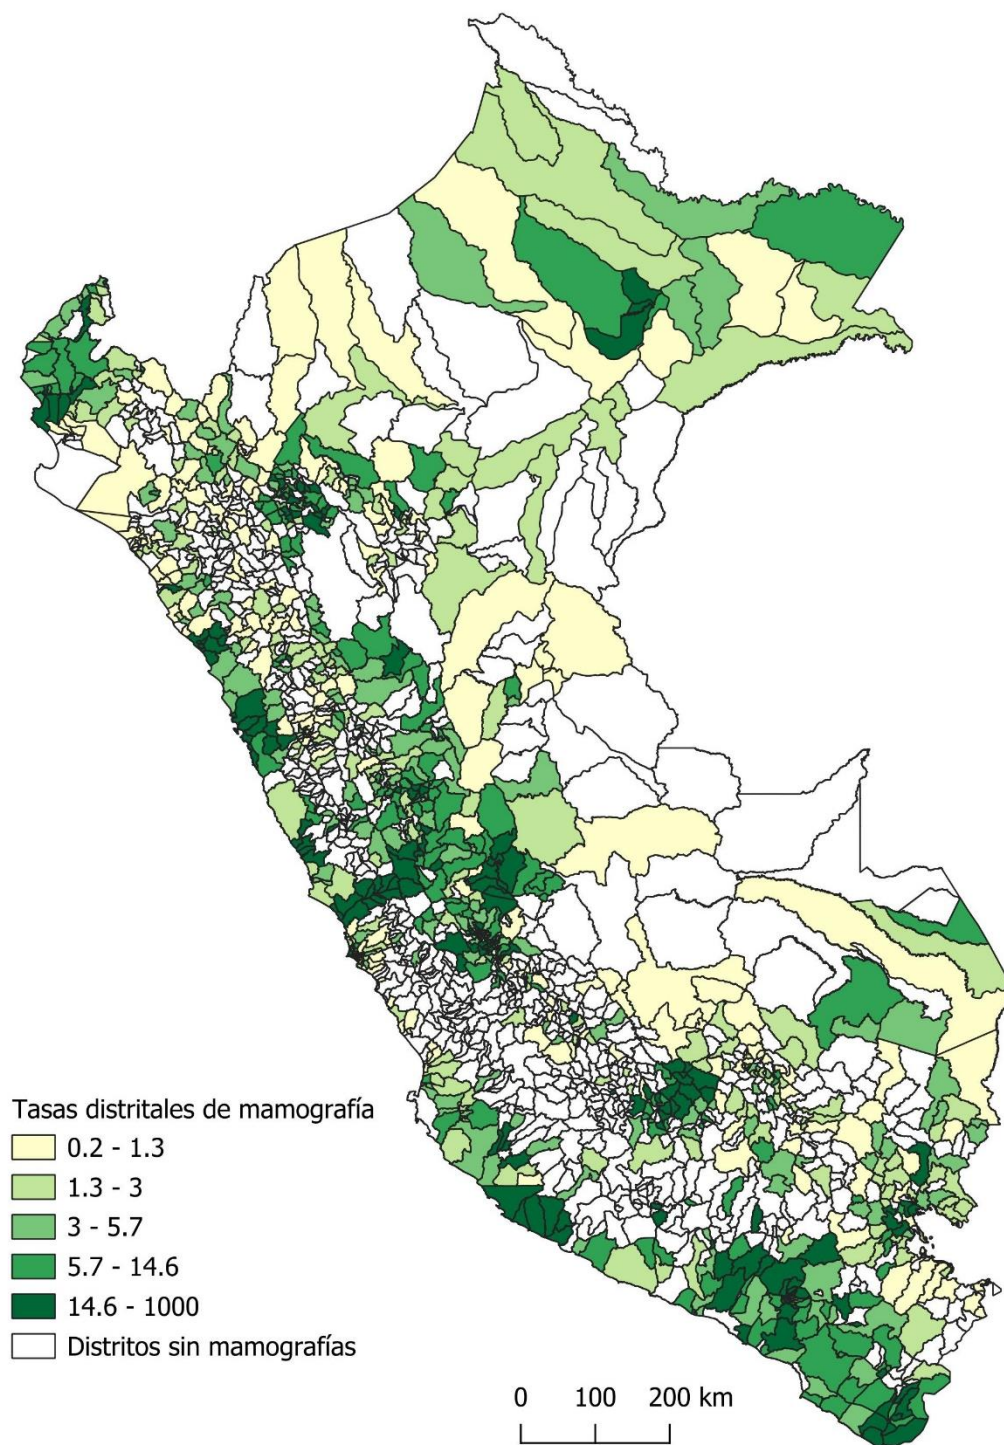 Tasas distritales de mamografía
0.2 - 1.3
1.3 - 3
3 - 5.7
5.7 - 14.6
14.6 - 1000
Distritos sin mamografías
0 100 200 km